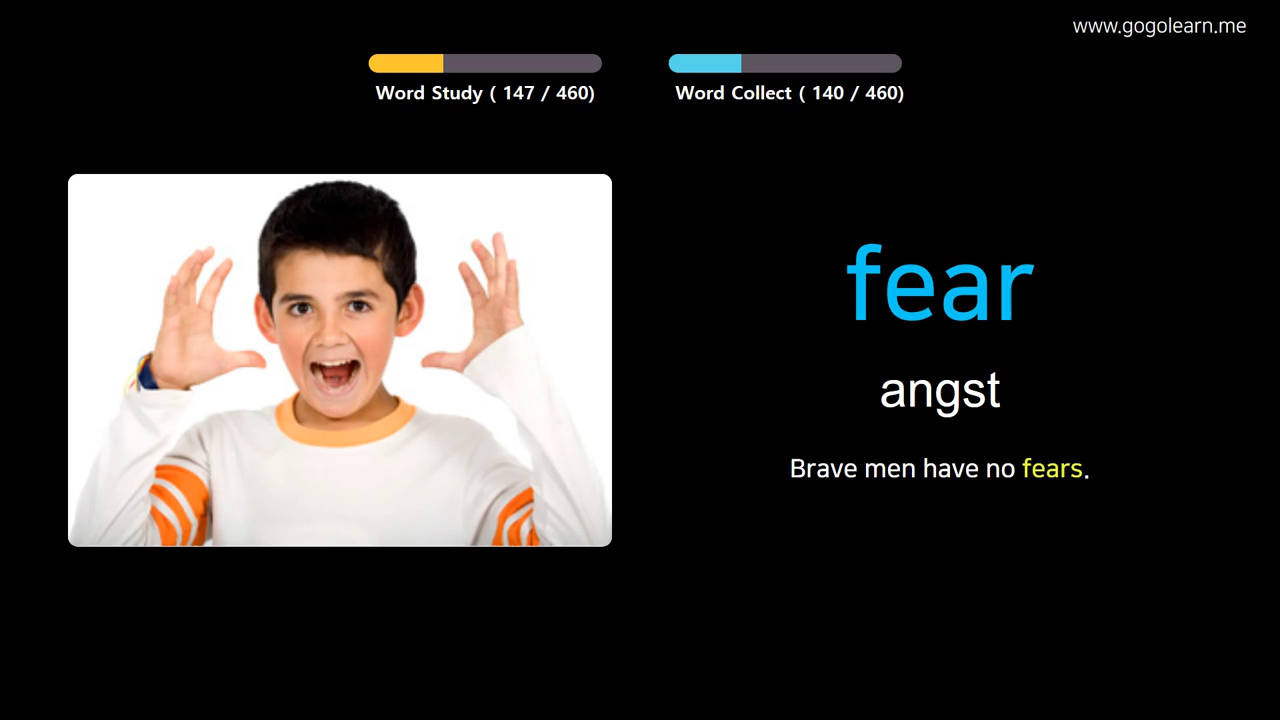 www.gogolearn.me
Word Study ( 147 / 460)
Word Collect ( 140 / 460)
fear
angst
Brave men have no fears.